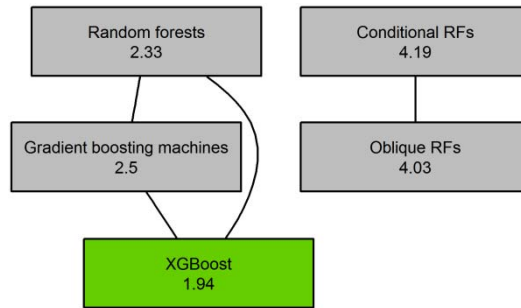 Random forests
2.33
Conditional RFs
4.19
Gradient boosting machines
2.5
Oblique RFs
4.03
XGBoost
1.94